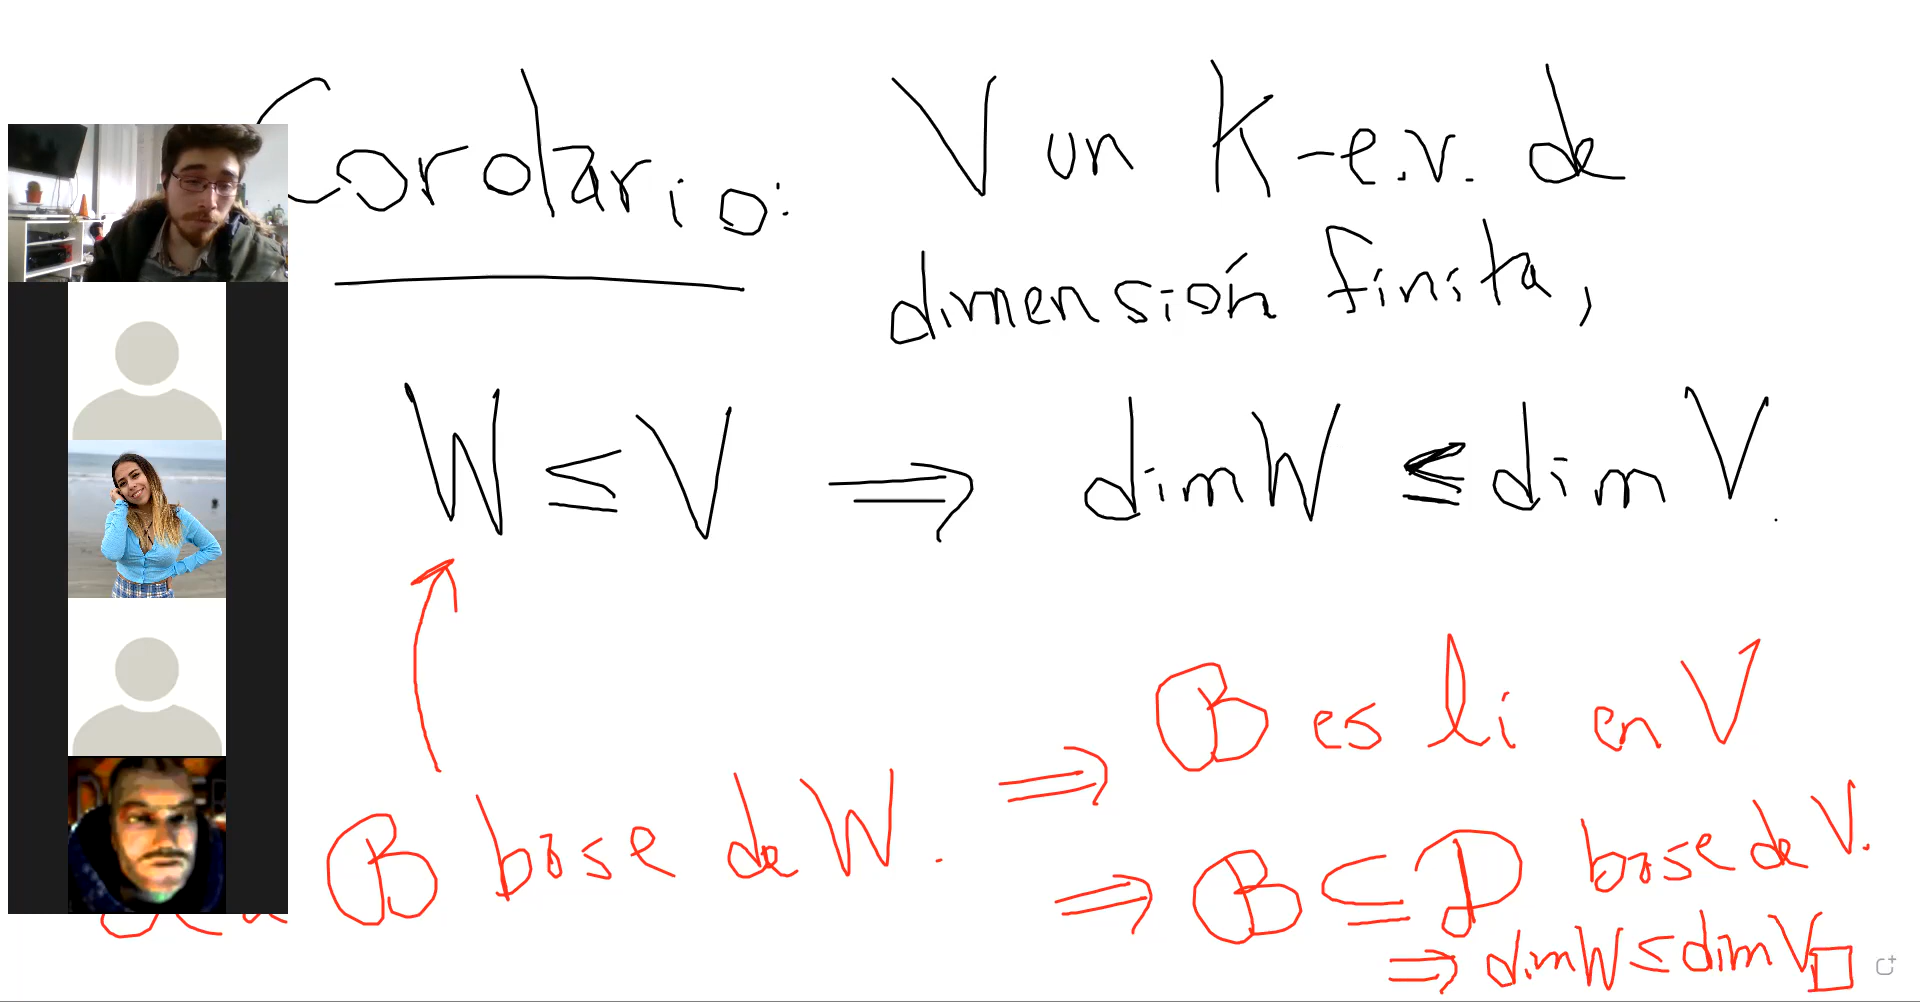 Corolario: V un K-e.v. de
dimensión finita,
W ≤ V ⟹ dim W ≤ dim V.
B base de W. ⟹ B es li en V
⟹ B ⊆ D base de V.
⟹ dim W ≤ dim V □